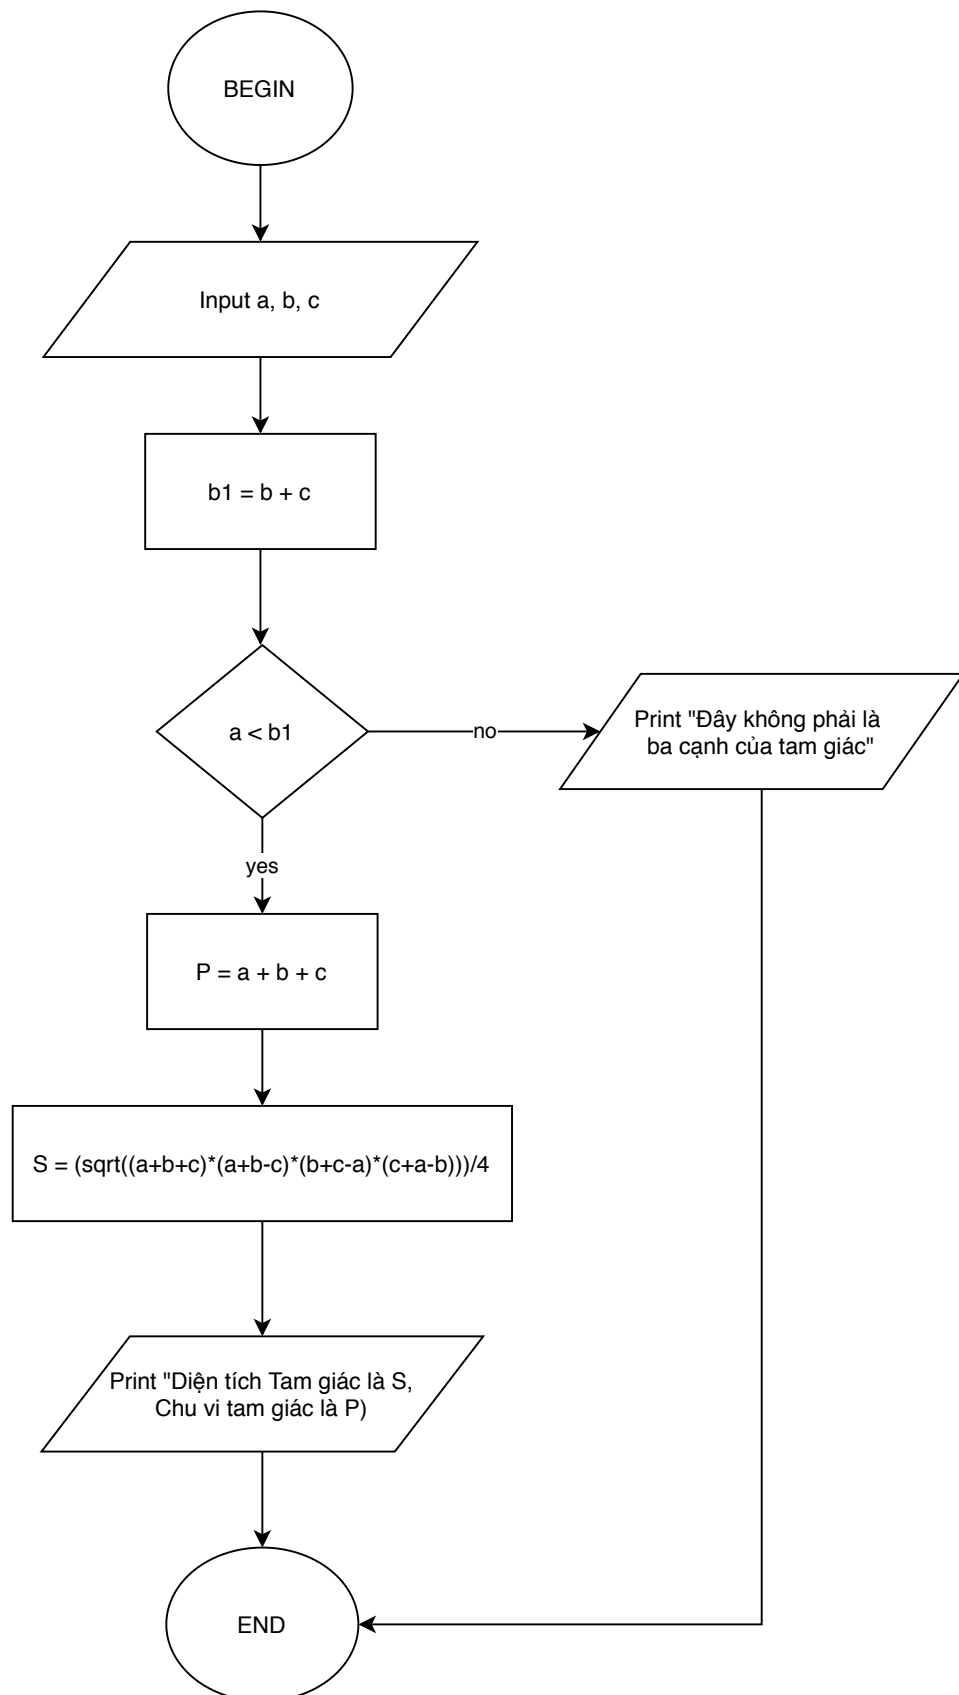 BEGIN
Input a, b, c
b1 = b + c
a < b1
no
Print "Đây không phải là
ba cạnh của tam giác"
yes
P = a + b + c
S = (sqrt((a+b+c)*(a+b-c)*(b+c-a)*(c+a-b)))/4
Print "Diện tích Tam giác là S,
Chu vi tam giác là P)
END